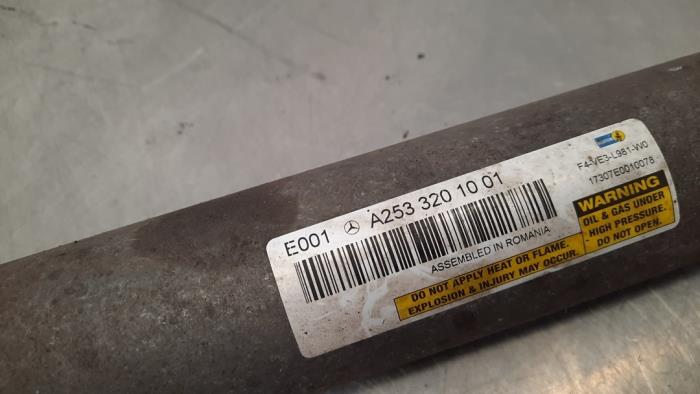 E001 A253 320 10 01
ASSEMBLED IN ROMANIA
DO NOT APPLY HEAT OR FLAME.
EXPLOSION & INJURY MAY OCCUR.
F4-VE3-L981-W0
17307E0010078
WARNING
OIL & GAS UNDER
HIGH PRESSURE.
DO NOT OPEN.